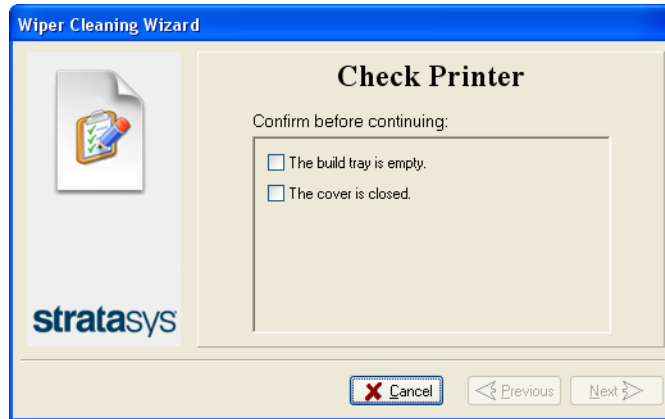 Wiper Cleaning Wizard
Check Printer
Confirm before continuing:
The build tray is empty.
The cover is closed.
stratasys
Cancel
Previous
Next